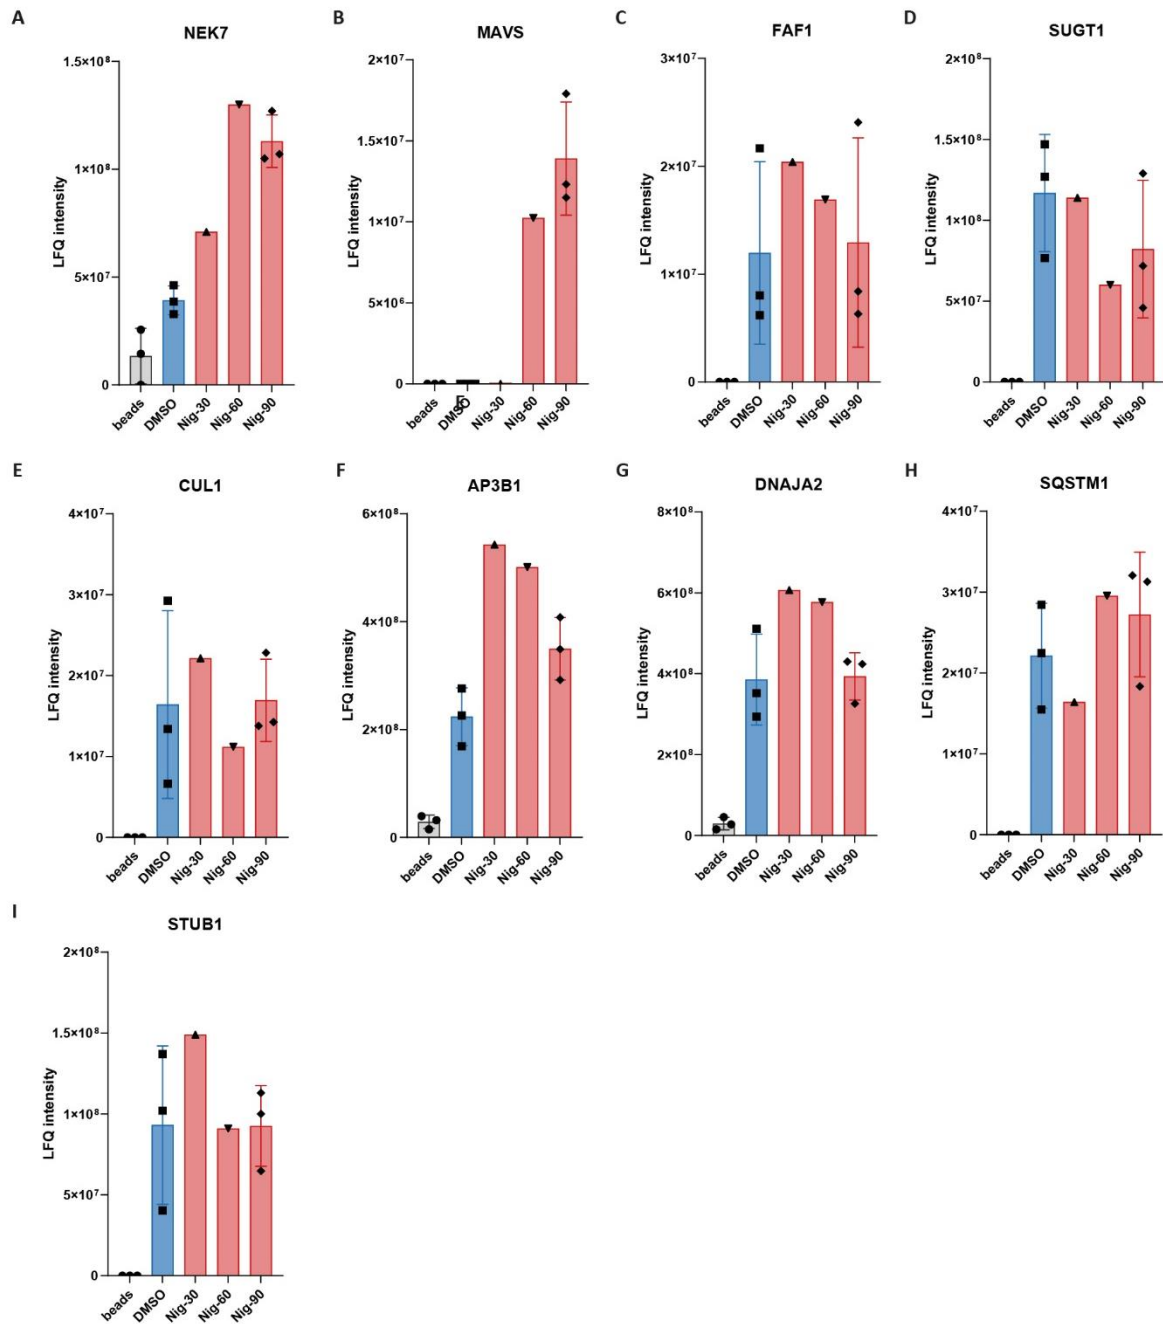 A
NEK7
LFQ intensity
1.5×10⁸
1×10⁸
5×10⁷
0
beads
DMSO
Nig-30
Nig-60
Nig-90
B
MAVS
LFQ intensity
2×10⁷
1.5×10⁷
1×10⁷
5×10⁶
0
beads
DMSO
F
Nig-30
Nig-60
Nig-90
C
FAF1
LFQ intensity
3×10⁷
2×10⁷
1×10⁷
0
beads
DMSO
Nig-30
Nig-60
Nig-90
D
SUGT1
LFQ intensity
2×10⁸
1.5×10⁸
1×10⁸
5×10⁷
0
beads
DMSO
Nig-30
Nig-60
Nig-90
E
CUL1
LFQ intensity
4×10⁷
3×10⁷
2×10⁷
1×10⁷
0
beads
DMSO
Nig-30
Nig-60
Nig-90
F
AP3B1
LFQ intensity
6×10⁸
4×10⁸
2×10⁸
0
beads
DMSO
Nig-30
Nig-60
Nig-90
G
DNAJA2
LFQ intensity
8×10⁸
6×10⁸
4×10⁸
2×10⁸
0
beads
DMSO
Nig-30
Nig-60
Nig-90
H
SQSTM1
LFQ intensity
4×10⁷
3×10⁷
2×10⁷
1×10⁷
0
beads
DMSO
Nig-30
Nig-60
Nig-90
I
STUB1
LFQ intensity
2×10⁸
1.5×10⁸
1×10⁸
5×10⁷
0
beads
DMSO
Nig-30
Nig-60
Nig-90